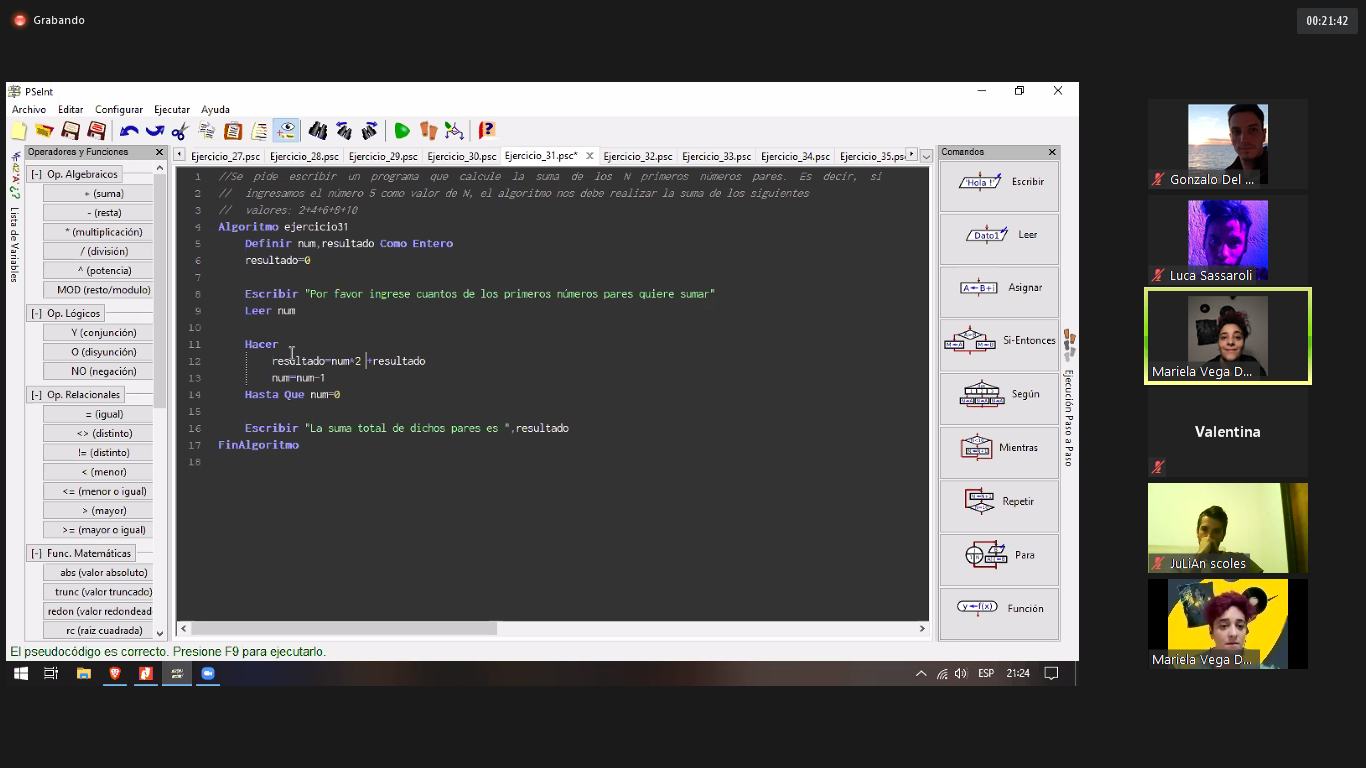 Grabando
00:21:42
PSeInt
Archivo Editar Configurar Ejecutar Ayuda
Operadores y Funciones
Ejercicio_27.psc Ejercicio_28.psc Ejercicio_29.psc Ejercicio_30.psc Ejercicio_31.psc* Ejercicio_32.psc Ejercicio_33.psc Ejercicio_34.psc Ejercicio_35.ps
Comandos
Lista de Variables
[-] Op. Algebraicos
+ (suma)
- (resta)
* (multiplicación)
/ (división)
^ (potencia)
MOD (resto/modulo)
[-] Op. Lógicos
Y (conjunción)
O (disyunción)
NO (negación)
[-] Op. Relacionales
= (igual)
<> (distinto)
!= (distinto)
< (menor)
<= (menor o igual)
> (mayor)
>= (mayor o igual)
[-] Func. Matemáticas
abs (valor absoluto)
trunc (valor truncado)
redon (valor redondead
rc (raíz cuadrada)
1 //Se pide escribir un programa que calcule la suma de los N primeros números pares. Es decir, si
2 // ingresamos el número 5 como valor de N, el algoritmo nos debe realizar la suma de los siguientes
3 // valores: 2+4+6+8+10
4 Algoritmo ejercicio31
5 Definir num,resultado Como Entero
6 resultado=0
7
8 Escribir "Por favor ingrese cuantos de los primeros números pares quiere sumar"
9 Leer num
10
11 Hacer
12 resultado=num*2 +resultado
13 num=num-1
14 Hasta Que num=0
15
16 Escribir "La suma total de dichos pares es ",resultado
17 FinAlgoritmo
18
'Hola !' Escribir
Dato1 Leer
A←B+i Asignar
Si-Entonces
Según
Mientras
Repetir
Para
y←f(x) Función
Ejecución Paso a Paso
El pseudocódigo es correcto. Presione F9 para ejecutarlo.
ESP 21:24
Gonzalo Del ...
Luca Sassaroli
Mariela Vega D...
Valentina
JuLiAn scoles
Mariela Vega D...